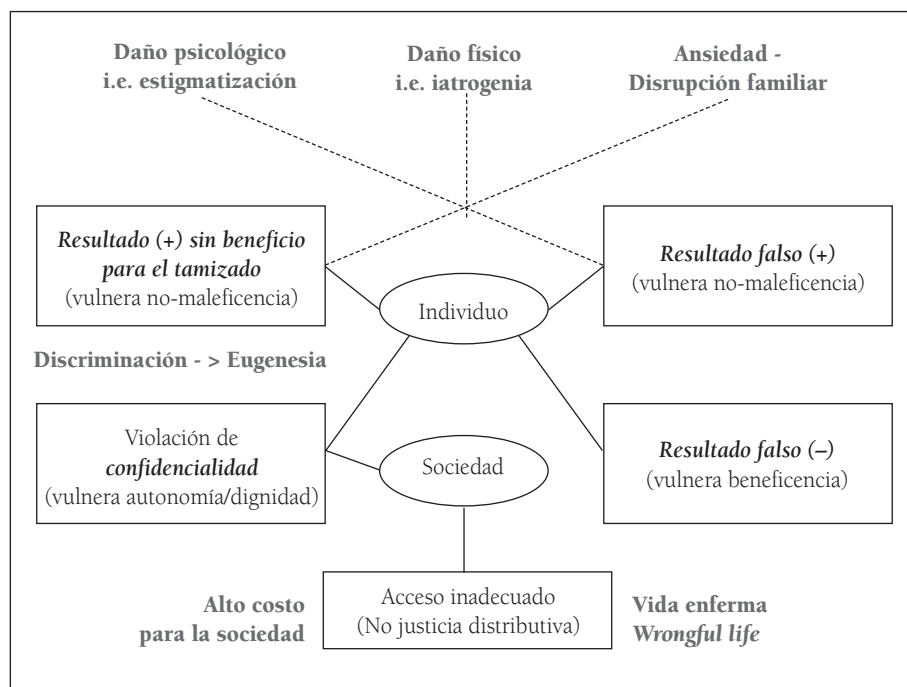 Daño psicológico
i.e. estigmatización
Daño físico
i.e. iatrogenia
Ansiedad -
Disrupción familiar
Resultado (+) sin beneficio
para el tamizado
(vulnera no-maleficencia)
Resultado falso (+)
(vulnera no-maleficencia)
Individuo
Discriminación - > Eugenesia
Violación de
confidencialidad
(vulnera autonomía/dignidad)
Sociedad
Resultado falso (–)
(vulnera beneficencia)
Alto costo
para la sociedad
Acceso inadecuado
(No justicia distributiva)
Vida enferma
Wrongful life